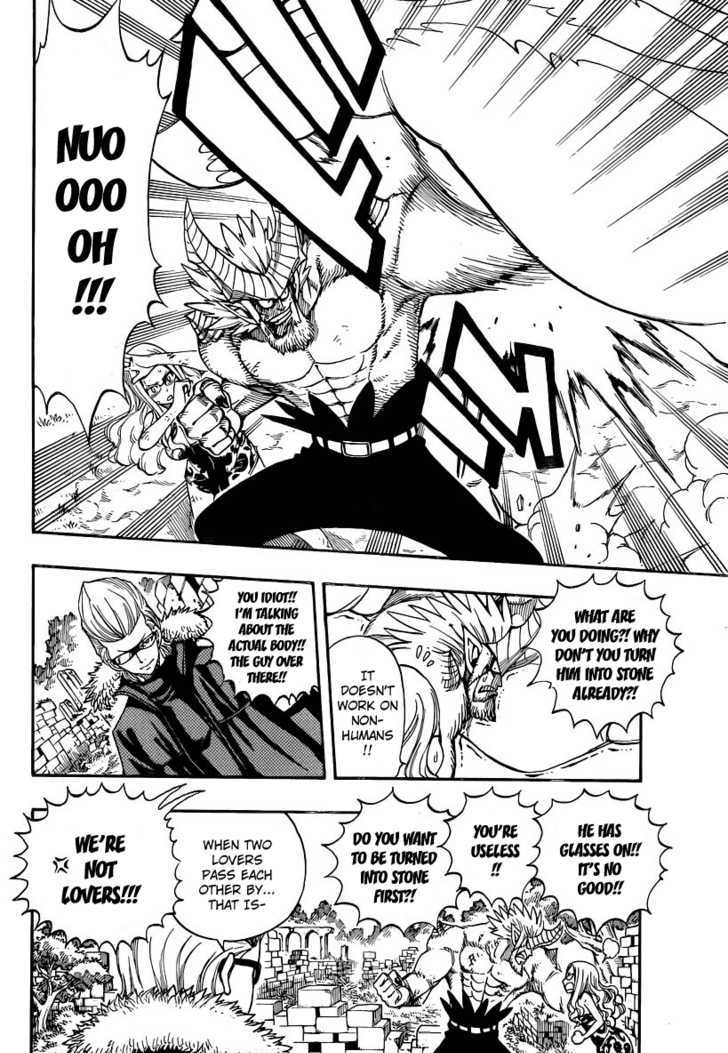 NUO
OOO
OH
!!!
WHAT ARE
YOU DOING?! WHY
DON'T YOU TURN
HIM INTO STONE
ALREADY?!
IT
DOESN'T
WORK ON
NON-
HUMANS
!!
YOU IDIOT!!
I'M TALKING
ABOUT THE
ACTUAL BODY!!
THE GUY OVER
THERE!!
HE HAS
GLASSES ON!!
IT'S NO
GOOD!!
YOU'RE
USELESS
!!
DO YOU WANT
TO BE TURNED
INTO STONE
FIRST?!
WHEN TWO
LOVERS
PASS EACH
OTHER BY...
THAT IS-
WE'RE
NOT
LOVERS!!!